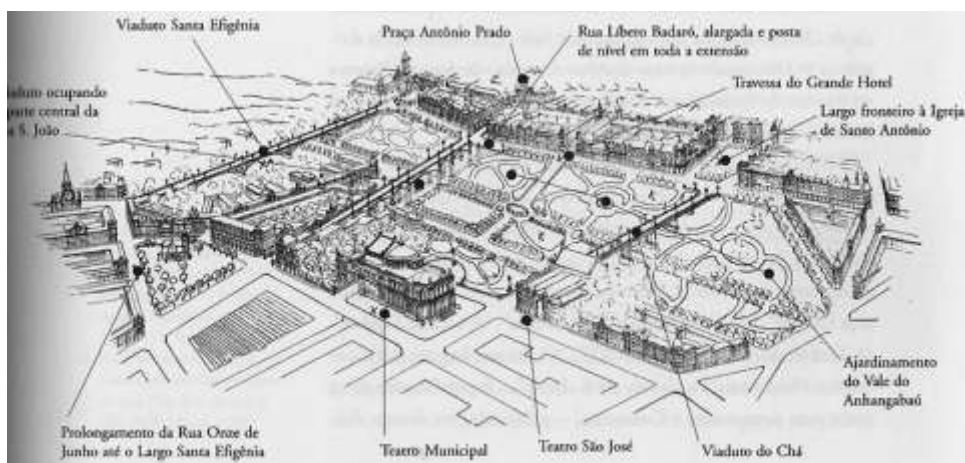 Viaduto Santa Efigênia
Praça Antônio Prado
Rua Líbero Badaró, alargada e posta
de nível em toda a extensão
Travessa do Grande Hotel
Largo fronteiro à Igreja
de Santo Antônio
ocupando
parte central da
S. João
Prolongamento da Rua Onze de
Junho até o Largo Santa Efigênia
Teatro Municipal
Teatro São José
Viaduto do Chá
Ajardinamento
do Vale do
Anhangabaú